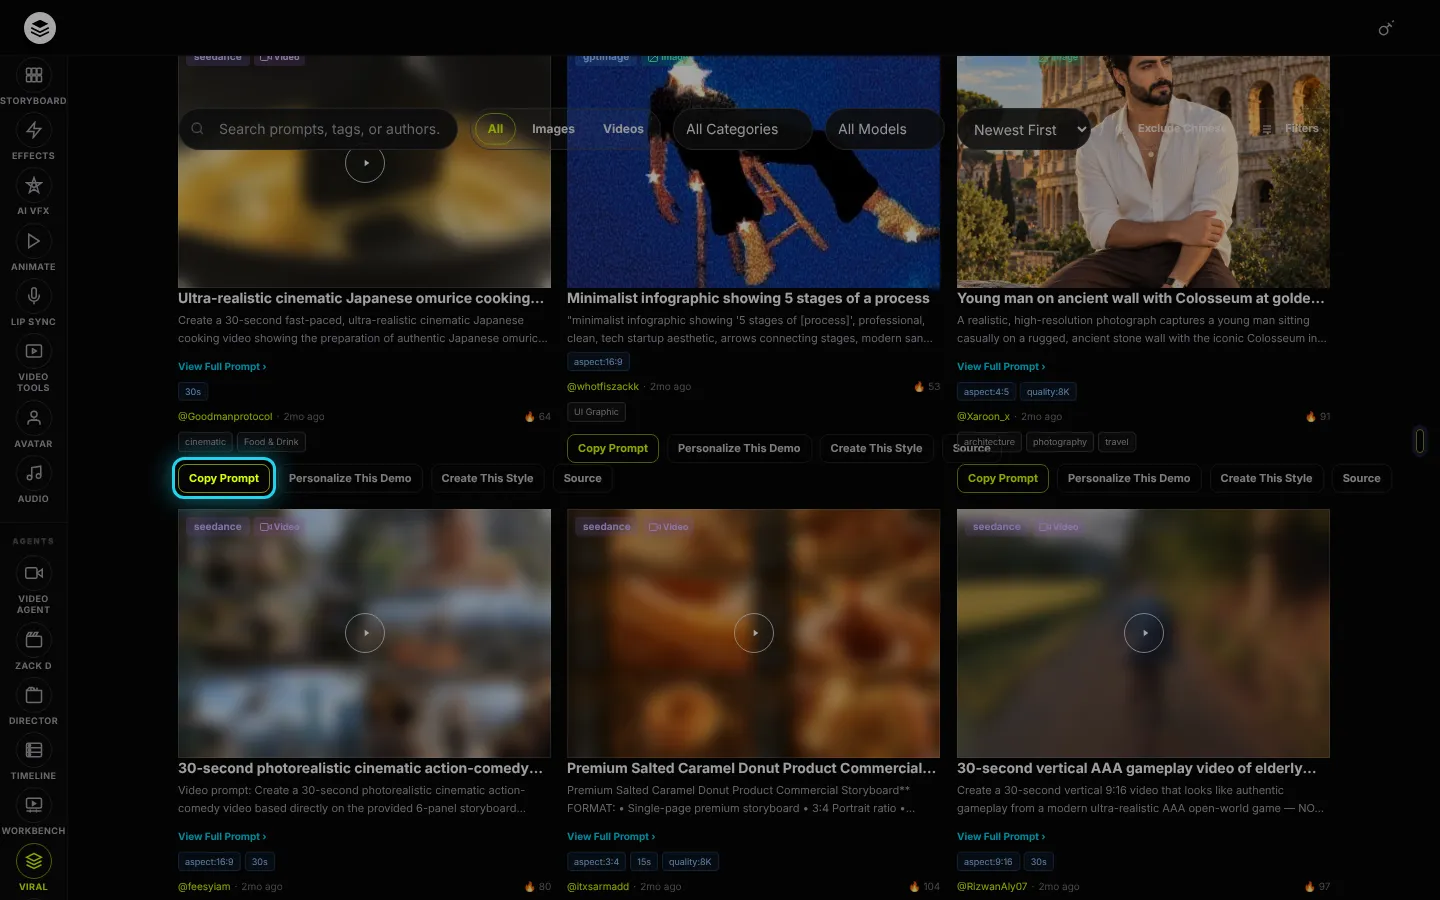 STORYBOARD
EFFECTS
AI VFX
ANIMATE
LIP SYNC
VIDEO
TOOLS
AVATAR
AUDIO
AGENTS
VIDEO
AGENT
ZACK D
DIRECTOR
TIMELINE
WORKBENCH
VIRAL
seedance Video
gptimage Image
Image
Search prompts, tags, or authors.
All Images Videos
All Categories
All Models
Newest First
Exclude Chinese
Filters
Ultra-realistic cinematic Japanese omurice cooking...
Create a 30-second fast-paced, ultra-realistic cinematic Japanese
cooking video showing the preparation of authentic Japanese omuric...
View Full Prompt ›
30s
@Goodmanprotocol · 2mo ago 🔥 64
cinematic Food & Drink
Copy Prompt Personalize This Demo Create This Style Source
Minimalist infographic showing 5 stages of a process
"minimalist infographic showing '5 stages of [process]', professional,
clean, tech startup aesthetic, arrows connecting stages, modern san...
aspect:16:9
@whotfiszackk · 2mo ago 🔥 53
UI Graphic
Copy Prompt Personalize This Demo Create This Style Source
Young man on ancient wall with Colosseum at golde...
A realistic, high-resolution photograph captures a young man sitting
casually on a rugged, ancient stone wall with the iconic Colosseum in...
View Full Prompt ›
aspect:4:5 quality:8K
@Xaroon_x · 2mo ago 🔥 91
architecture photography travel
Copy Prompt Personalize This Demo Create This Style Source
seedance Video
30-second photorealistic cinematic action-comedy...
Video prompt: Create a 30-second photorealistic cinematic action-
comedy video based directly on the provided 6-panel storyboard...
View Full Prompt ›
aspect:16:9 30s
@feesyiam · 2mo ago 🔥 80
seedance Video
Premium Salted Caramel Donut Product Commercial...
Premium Salted Caramel Donut Product Commercial Storyboard**
FORMAT: • Single-page premium storyboard • 3:4 Portrait ratio •...
View Full Prompt ›
aspect:3:4 15s quality:8K
@itxsarmadd · 2mo ago 🔥 104
seedance Video
30-second vertical AAA gameplay video of elderly...
Create a 30-second vertical 9:16 video that looks like authentic
gameplay from a modern ultra-realistic AAA open-world game — NO...
View Full Prompt ›
aspect:9:16 30s
@RizwanAly07 · 2mo ago 🔥 97